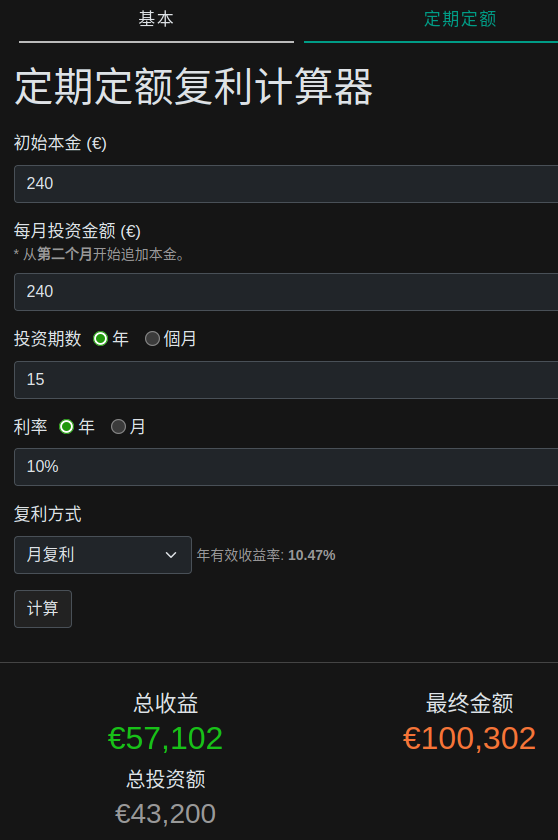 基本
定期定额
定期定额复利计算器
初始本金 (€)
240
每月投资金额 (€)
* 从第二个月开始追加本金。
240
投资期数 年 個月
15
利率 年 月
10%
复利方式
月复利 年有效收益率: 10.47%
计算
总收益
€57,102
总投资额
€43,200
最终金额
€100,302